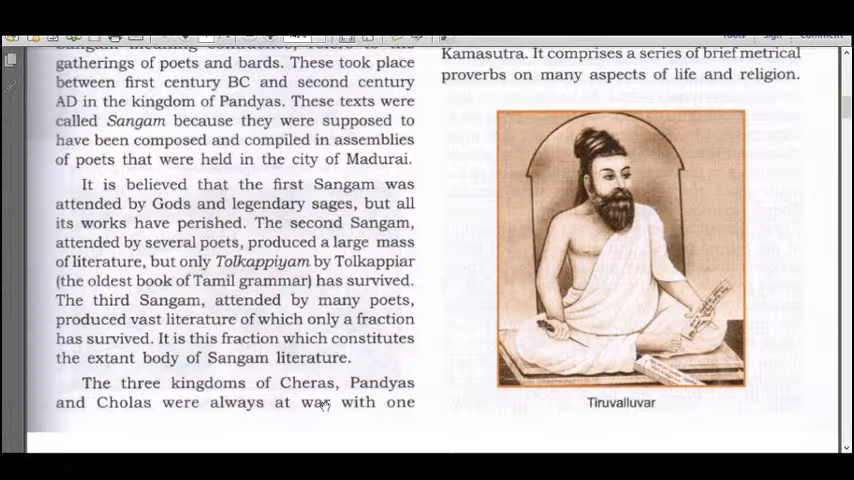 Sangam meaning confluence, refers to the
gatherings of poets and bards. These took place
between first century BC and second century
AD in the kingdom of Pandyas. These texts were
called Sangam because they were supposed to
have been composed and compiled in assemblies
of poets that were held in the city of Madurai.
It is believed that the first Sangam was
attended by Gods and legendary sages, but all
its works have perished. The second Sangam,
attended by several poets, produced a large mass
of literature, but only Tolkappiyam by Tolkappiar
(the oldest book of Tamil grammar) has survived.
The third Sangam, attended by many poets,
produced vast literature of which only a fraction
has survived. It is this fraction which constitutes
the extant body of Sangam literature.
The three kingdoms of Cheras, Pandyas
and Cholas were always at war with one
Kamasutra. It comprises a series of brief metrical
proverbs on many aspects of life and religion.
Tiruvalluvar